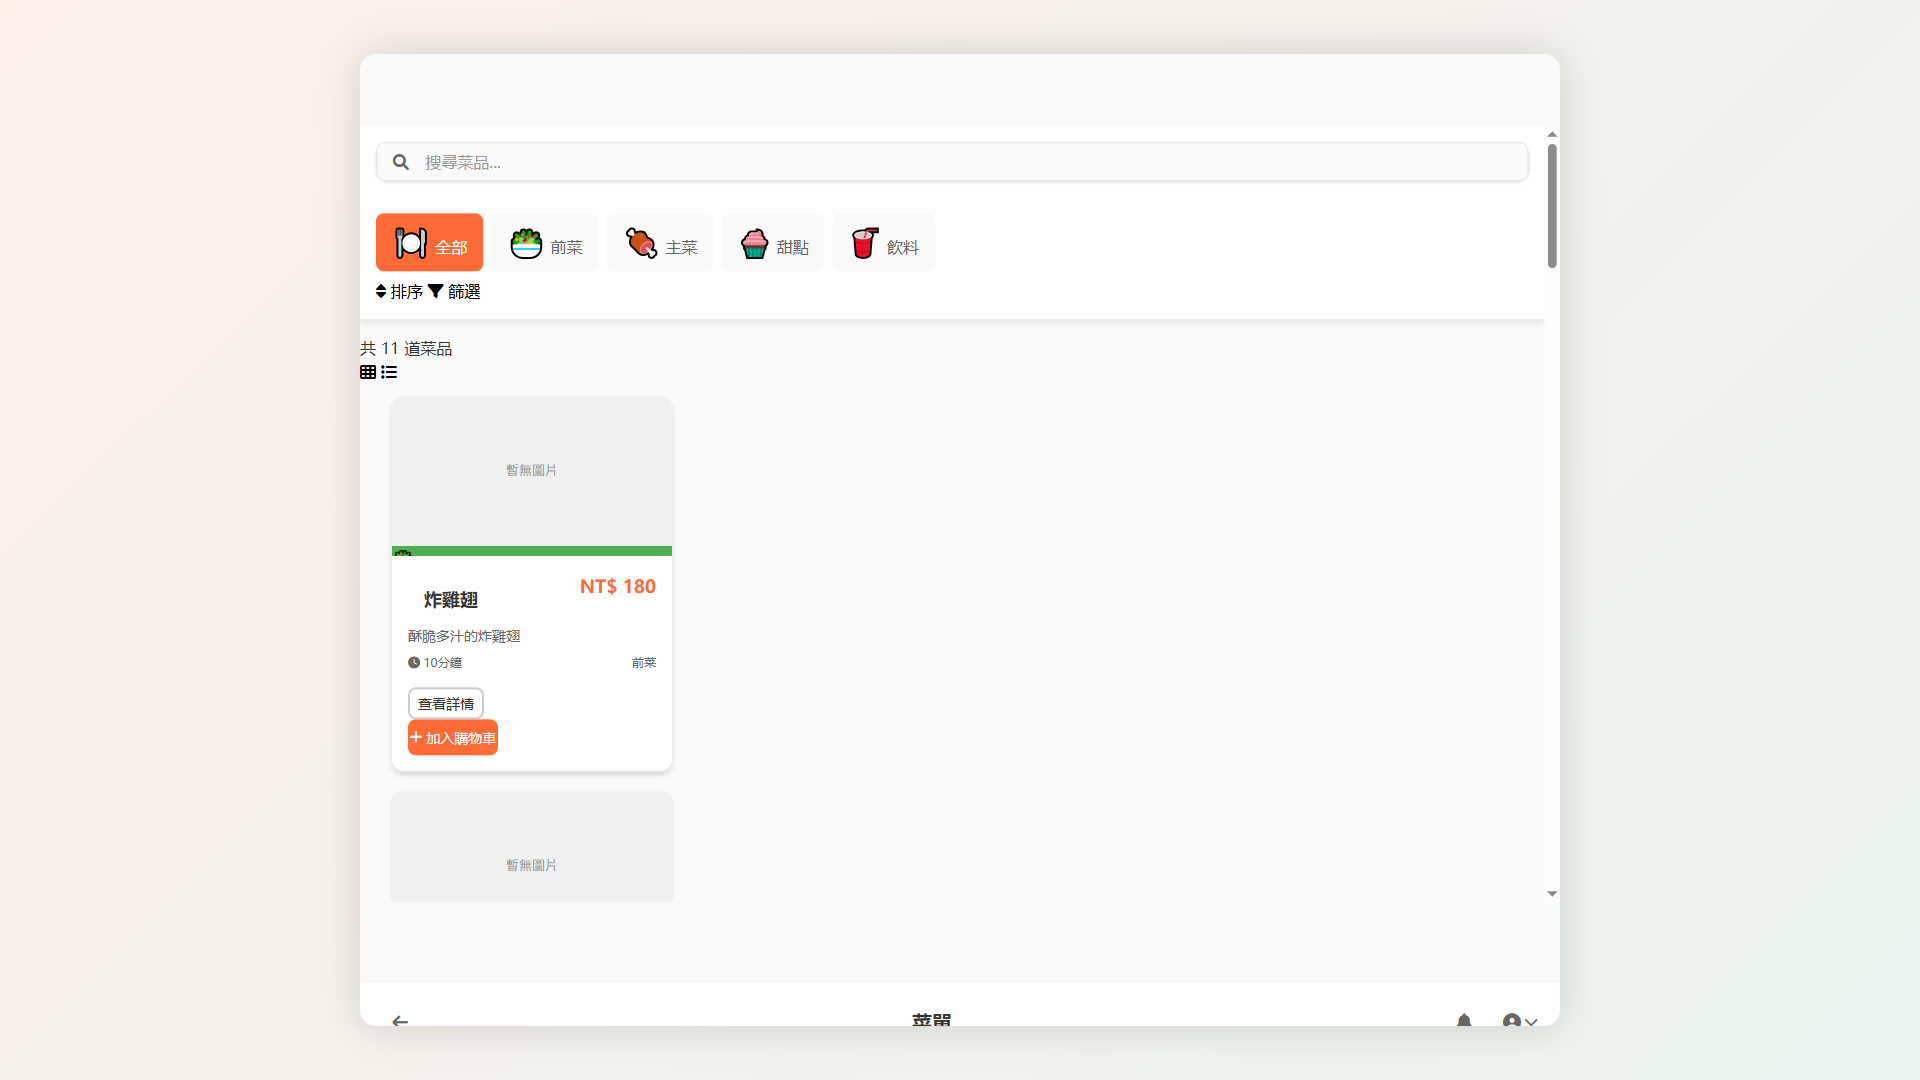 搜尋菜品...
全部
前菜
主菜
甜點
飲料
排序 篩選
共 11 道菜品
暫無圖片
炸雞翅
NT$ 180
酥脆多汁的炸雞翅
10分鐘
前菜
查看詳情
加入購物車
暫無圖片
菜單